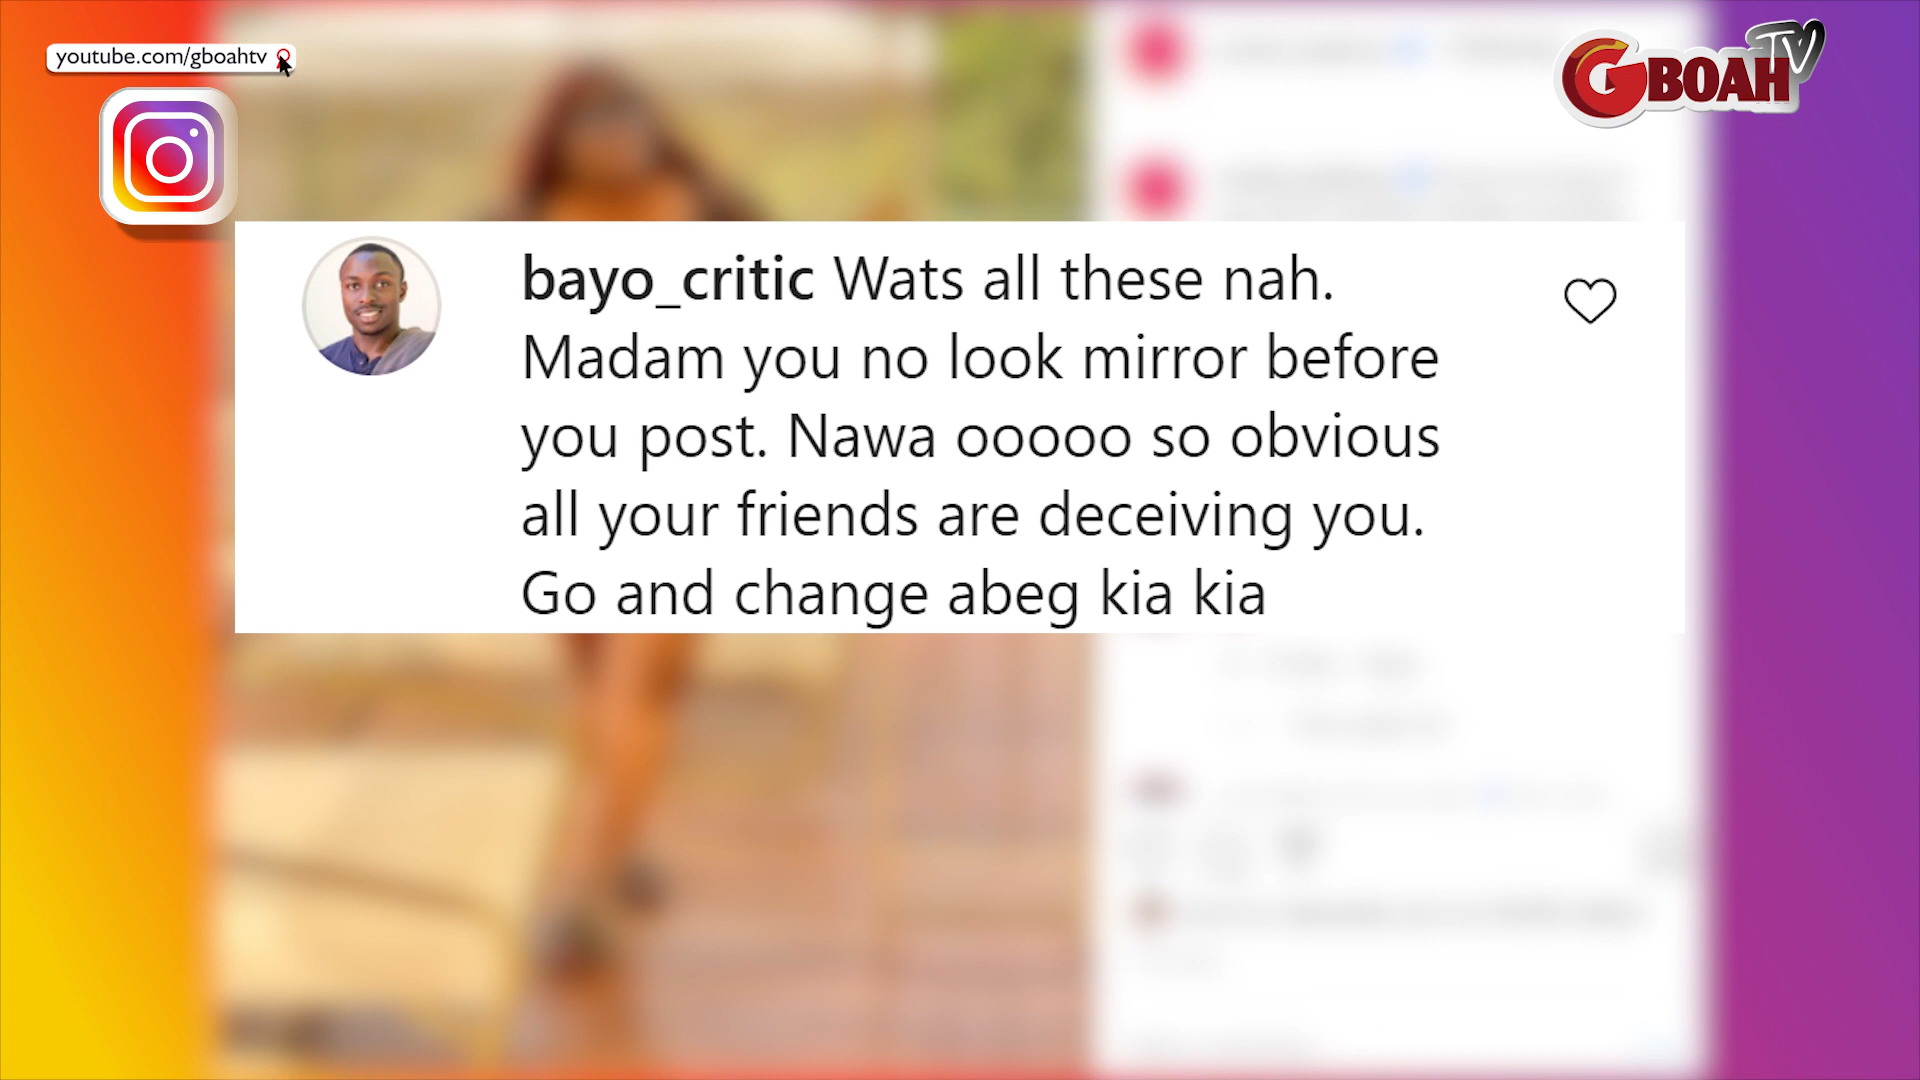 youtube.com/gboahtv
GBOAH TV
bayo_critic Wats all these nah.
Madam you no look mirror before
you post. Nawa ooooo so obvious
all your friends are deceiving you.
Go and change abeg kia kia